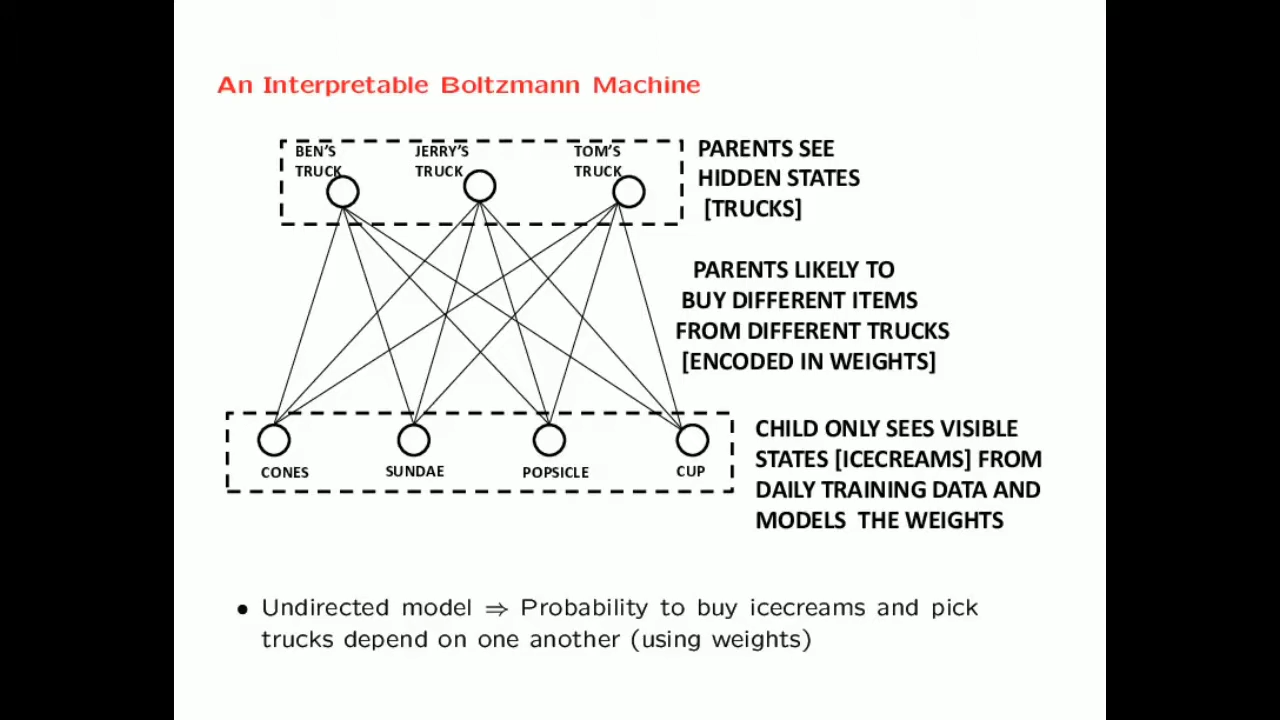 An Interpretable Boltzmann Machine
BEN'S
TRUCK
JERRY'S
TRUCK
TOM'S
TRUCK
PARENTS SEE
HIDDEN STATES
[TRUCKS]
PARENTS LIKELY TO
BUY DIFFERENT ITEMS
FROM DIFFERENT TRUCKS
[ENCODED IN WEIGHTS]
CONES
SUNDAE
POPSICLE
CUP
CHILD ONLY SEES VISIBLE
STATES [ICECREAMS] FROM
DAILY TRAINING DATA AND
MODELS THE WEIGHTS
• Undirected model ⇒ Probability to buy icecreams and pick
trucks depend on one another (using weights)